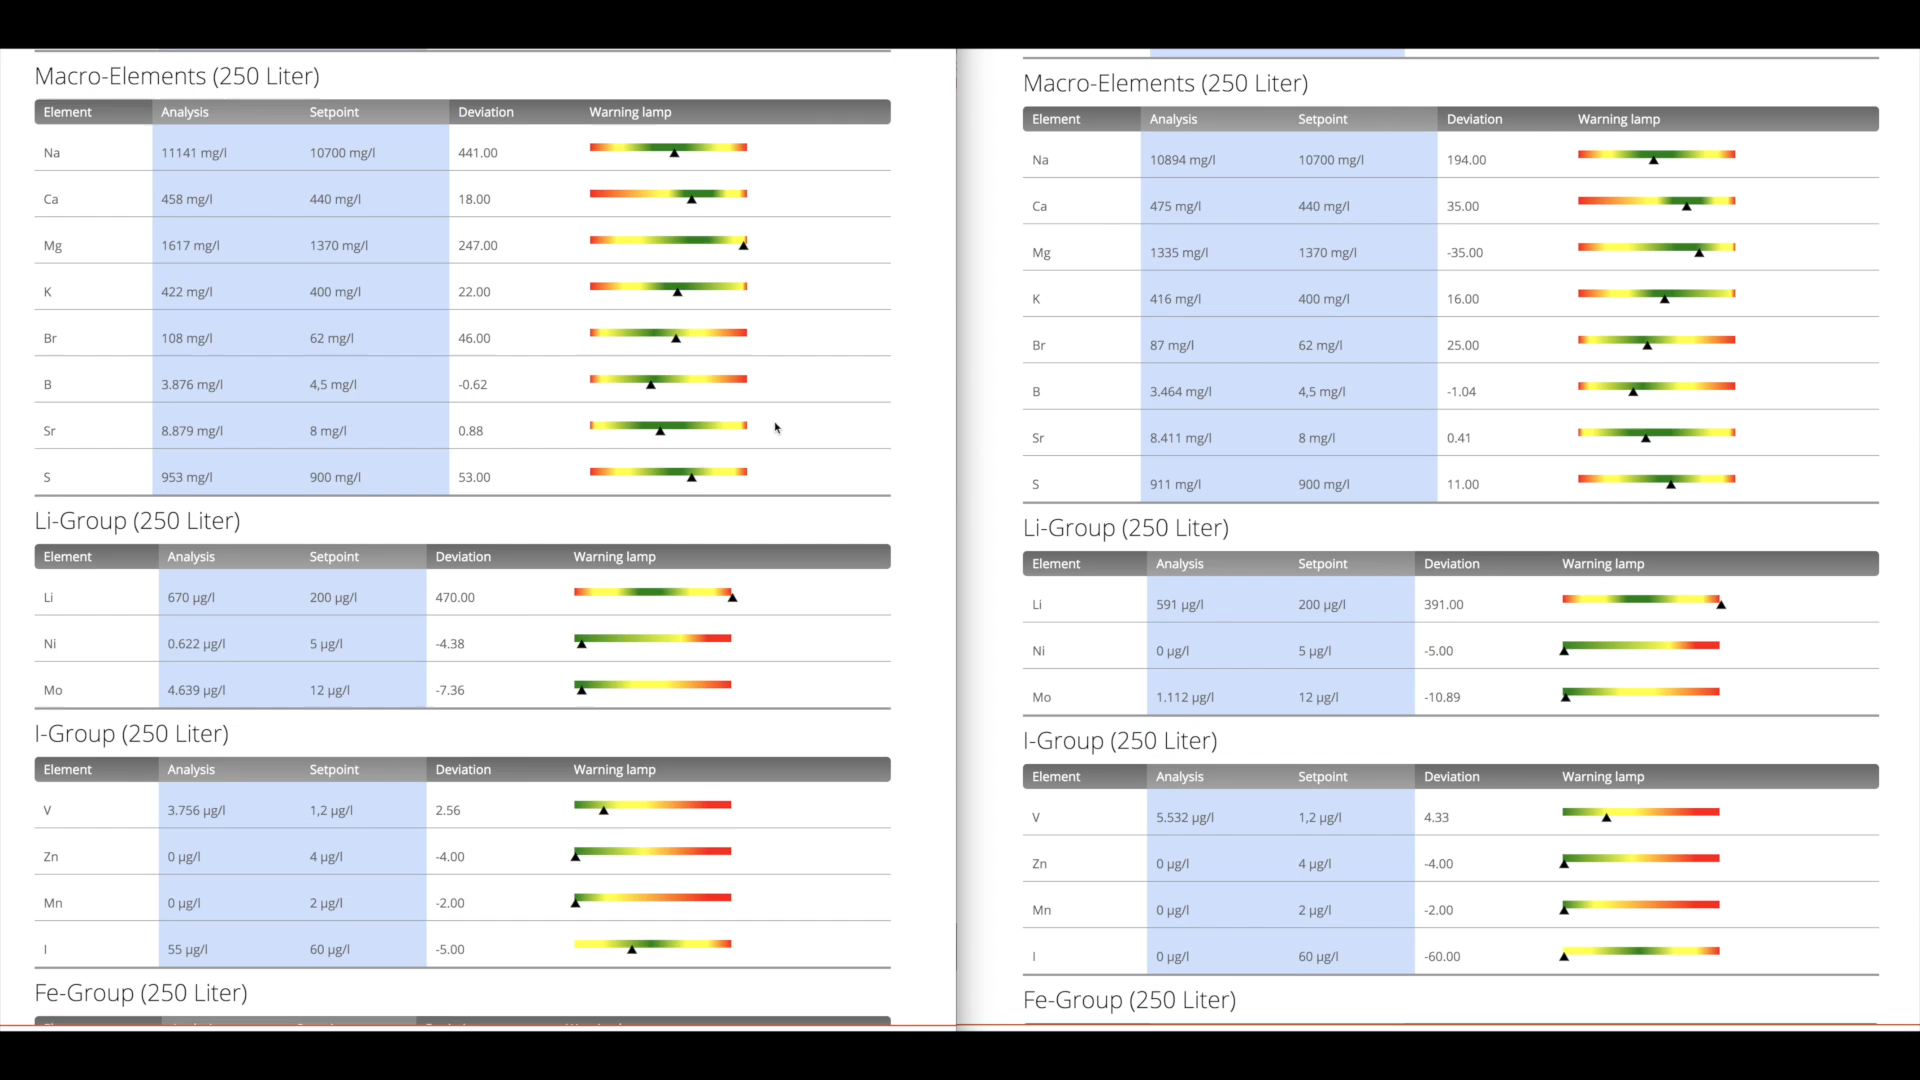 Macro-Elements (250 Liter)
Element Analysis Setpoint Deviation Warning lamp
Na 11141 mg/l 10700 mg/l 441.00
Ca 458 mg/l 440 mg/l 18.00
Mg 1617 mg/l 1370 mg/l 247.00
K 422 mg/l 400 mg/l 22.00
Br 108 mg/l 62 mg/l 46.00
B 3.876 mg/l 4,5 mg/l -0.62
Sr 8.879 mg/l 8 mg/l 0.88
S 953 mg/l 900 mg/l 53.00
Li-Group (250 Liter)
Element Analysis Setpoint Deviation Warning lamp
Li 670 µg/l 200 µg/l 470.00
Ni 0.622 µg/l 5 µg/l -4.38
Mo 4.639 µg/l 12 µg/l -7.36
I-Group (250 Liter)
Element Analysis Setpoint Deviation Warning lamp
V 3.756 µg/l 1,2 µg/l 2.56
Zn 0 µg/l 4 µg/l -4.00
Mn 0 µg/l 2 µg/l -2.00
I 55 µg/l 60 µg/l -5.00
Fe-Group (250 Liter)
Macro-Elements (250 Liter)
Element Analysis Setpoint Deviation Warning lamp
Na 10894 mg/l 10700 mg/l 194.00
Ca 475 mg/l 440 mg/l 35.00
Mg 1335 mg/l 1370 mg/l -35.00
K 416 mg/l 400 mg/l 16.00
Br 87 mg/l 62 mg/l 25.00
B 3.464 mg/l 4,5 mg/l -1.04
Sr 8.411 mg/l 8 mg/l 0.41
S 911 mg/l 900 mg/l 11.00
Li-Group (250 Liter)
Element Analysis Setpoint Deviation Warning lamp
Li 591 µg/l 200 µg/l 391.00
Ni 0 µg/l 5 µg/l -5.00
Mo 1.112 µg/l 12 µg/l -10.89
I-Group (250 Liter)
Element Analysis Setpoint Deviation Warning lamp
V 5.532 µg/l 1,2 µg/l 4.33
Zn 0 µg/l 4 µg/l -4.00
Mn 0 µg/l 2 µg/l -2.00
I 0 µg/l 60 µg/l -60.00
Fe-Group (250 Liter)